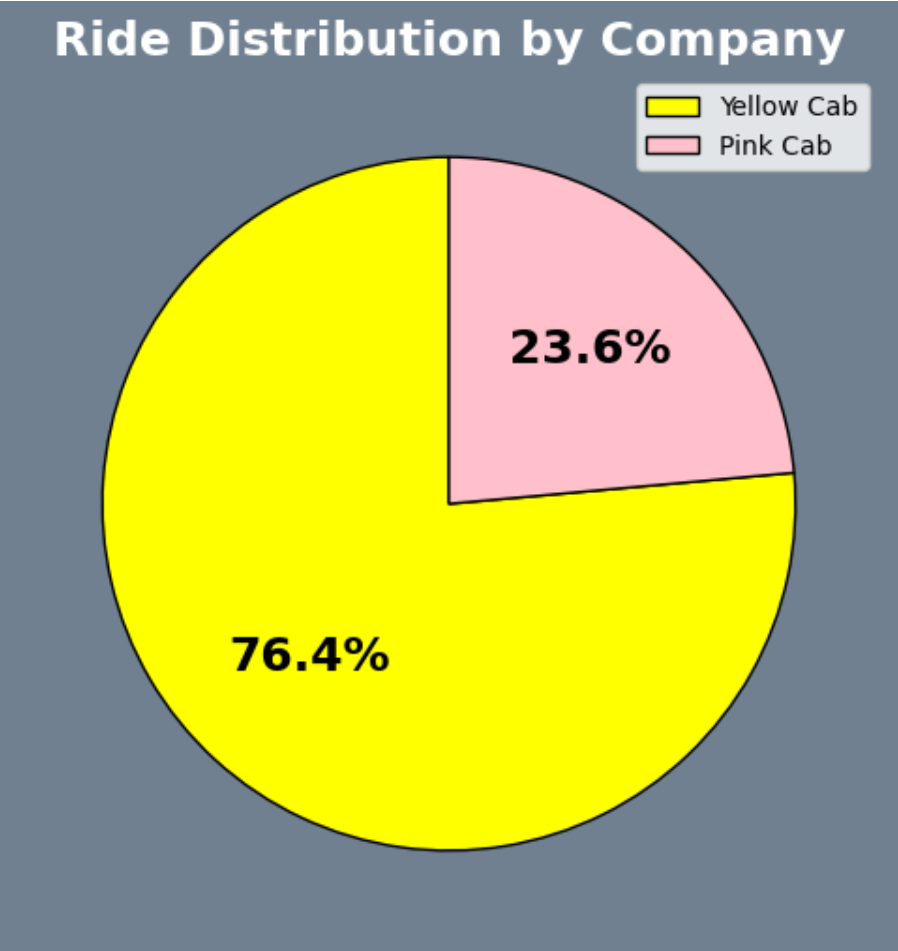 Ride Distribution by Company
Yellow Cab
Pink Cab
23.6%
76.4%